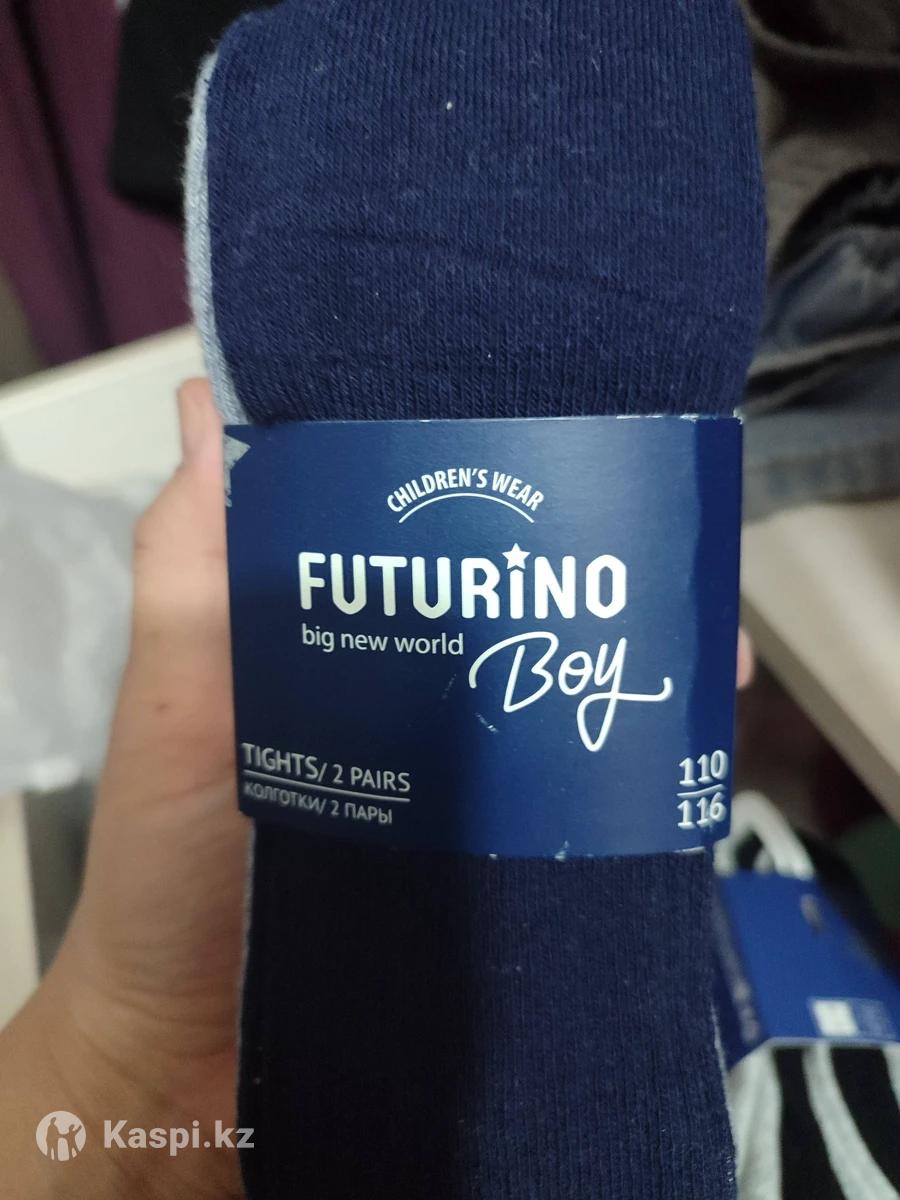 CHILDREN'S WEAR
FUTURINO
big new world
Boy
TIGHTS/ 2 PAIRS
КОЛГОТКИ/ 2 ПАРЫ
110
116
Kaspi.kz